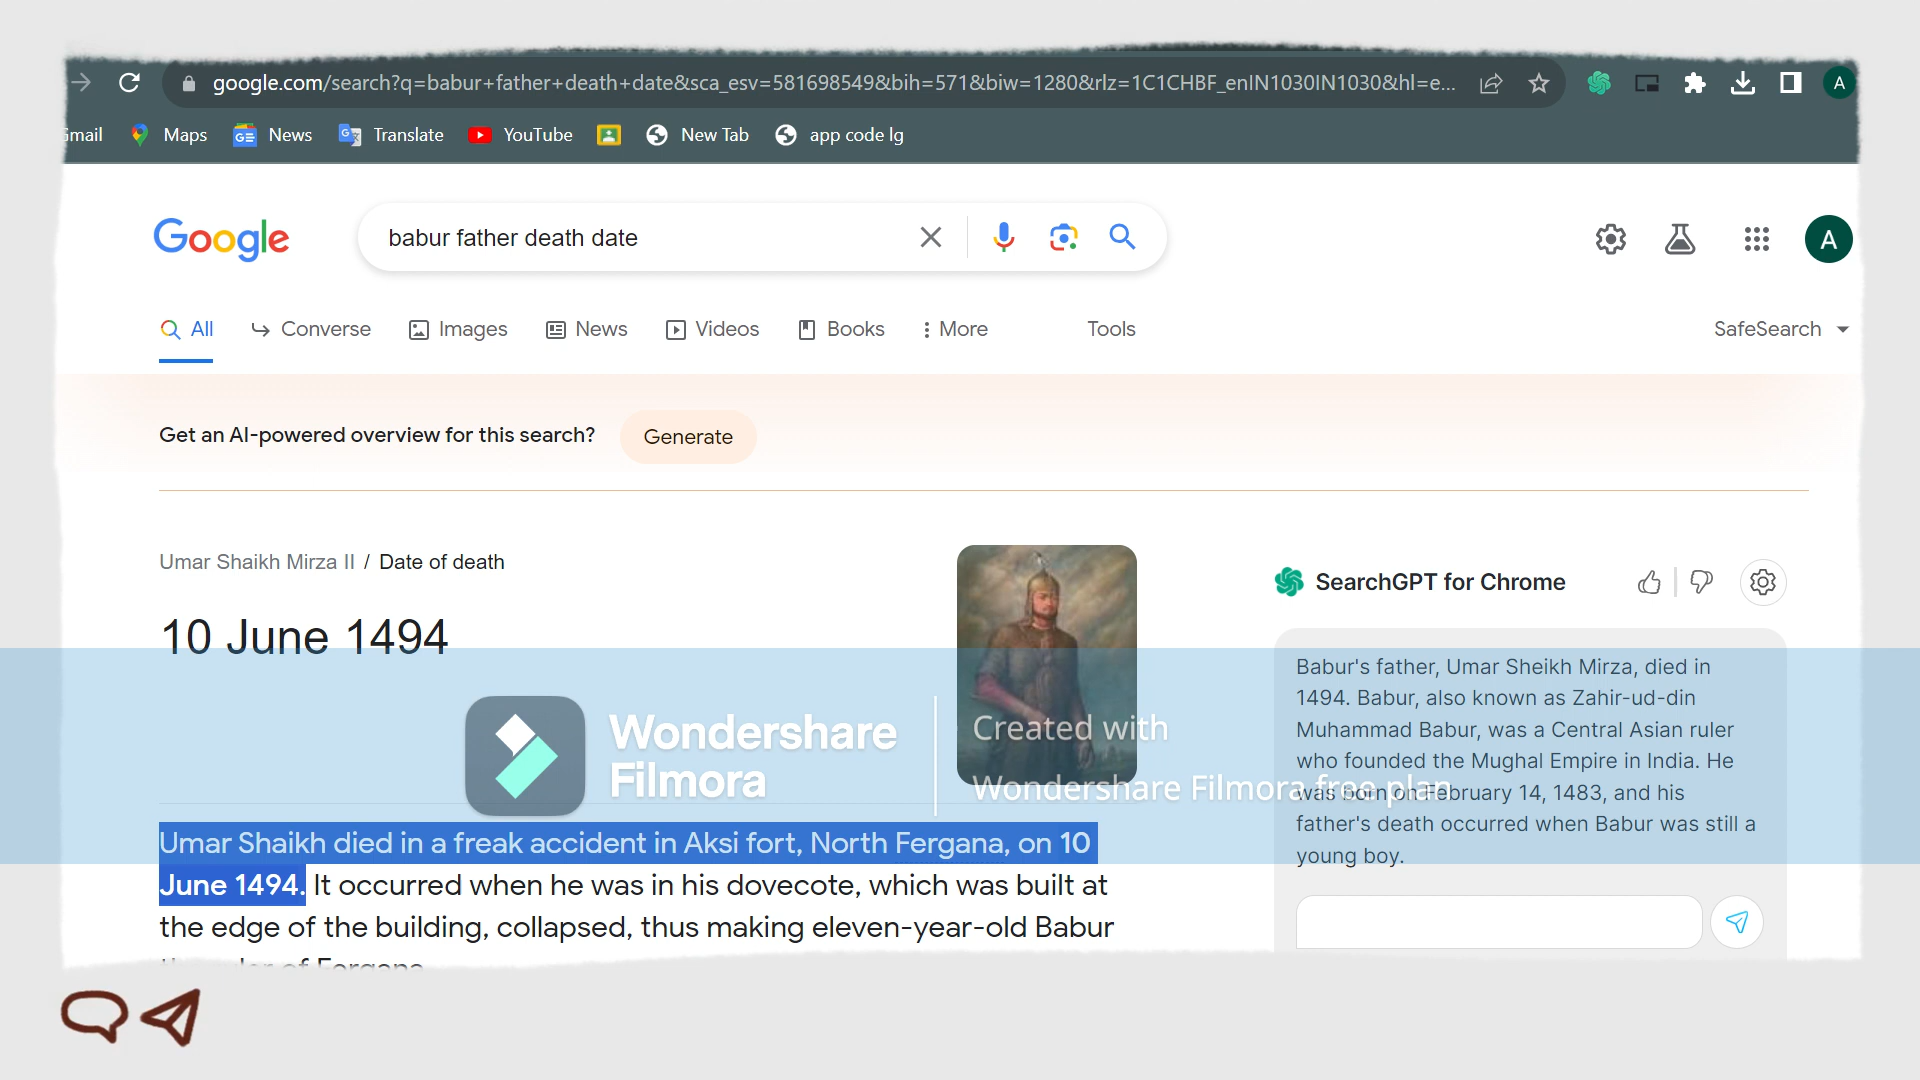 google.com/search?q=babur+father+death+date&sca_esv=581698549&bih=571&biw=1280&rlz=1C1CHBF_enIN1030IN1030&hl=e...
A
Gmail Maps News Translate YouTube New Tab app code lg
Google
babur father death date
A
All Converse Images News Videos Books More Tools SafeSearch
Get an AI-powered overview for this search? Generate
Umar Shaikh Mirza II / Date of death
10 June 1494
Umar Shaikh died in a freak accident in Aksi fort, North Fergana, on 10
June 1494. It occurred when he was in his dovecote, which was built at
the edge of the building, collapsed, thus making eleven-year-old Babur
of Fergana
SearchGPT for Chrome
Babur's father, Umar Sheikh Mirza, died in
1494. Babur, also known as Zahir-ud-din
Muhammad Babur, was a Central Asian ruler
who founded the Mughal Empire in India. He
was born on February 14, 1483, and his
father's death occurred when Babur was still a
young boy.
Wondershare
Filmora
Created with
Wondershare Filmora free plan